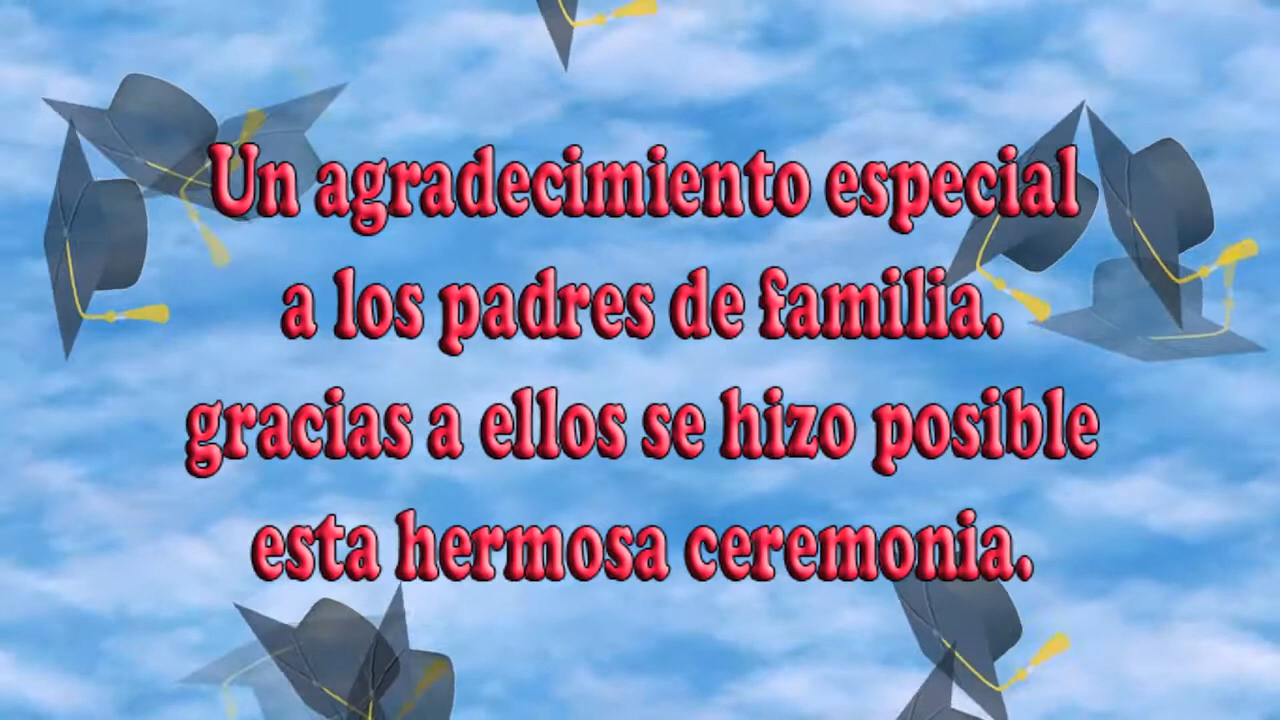 Un agradecimiento especial
a los padres de familia.
gracias a ellos se hizo posible
esta hermosa ceremonia.